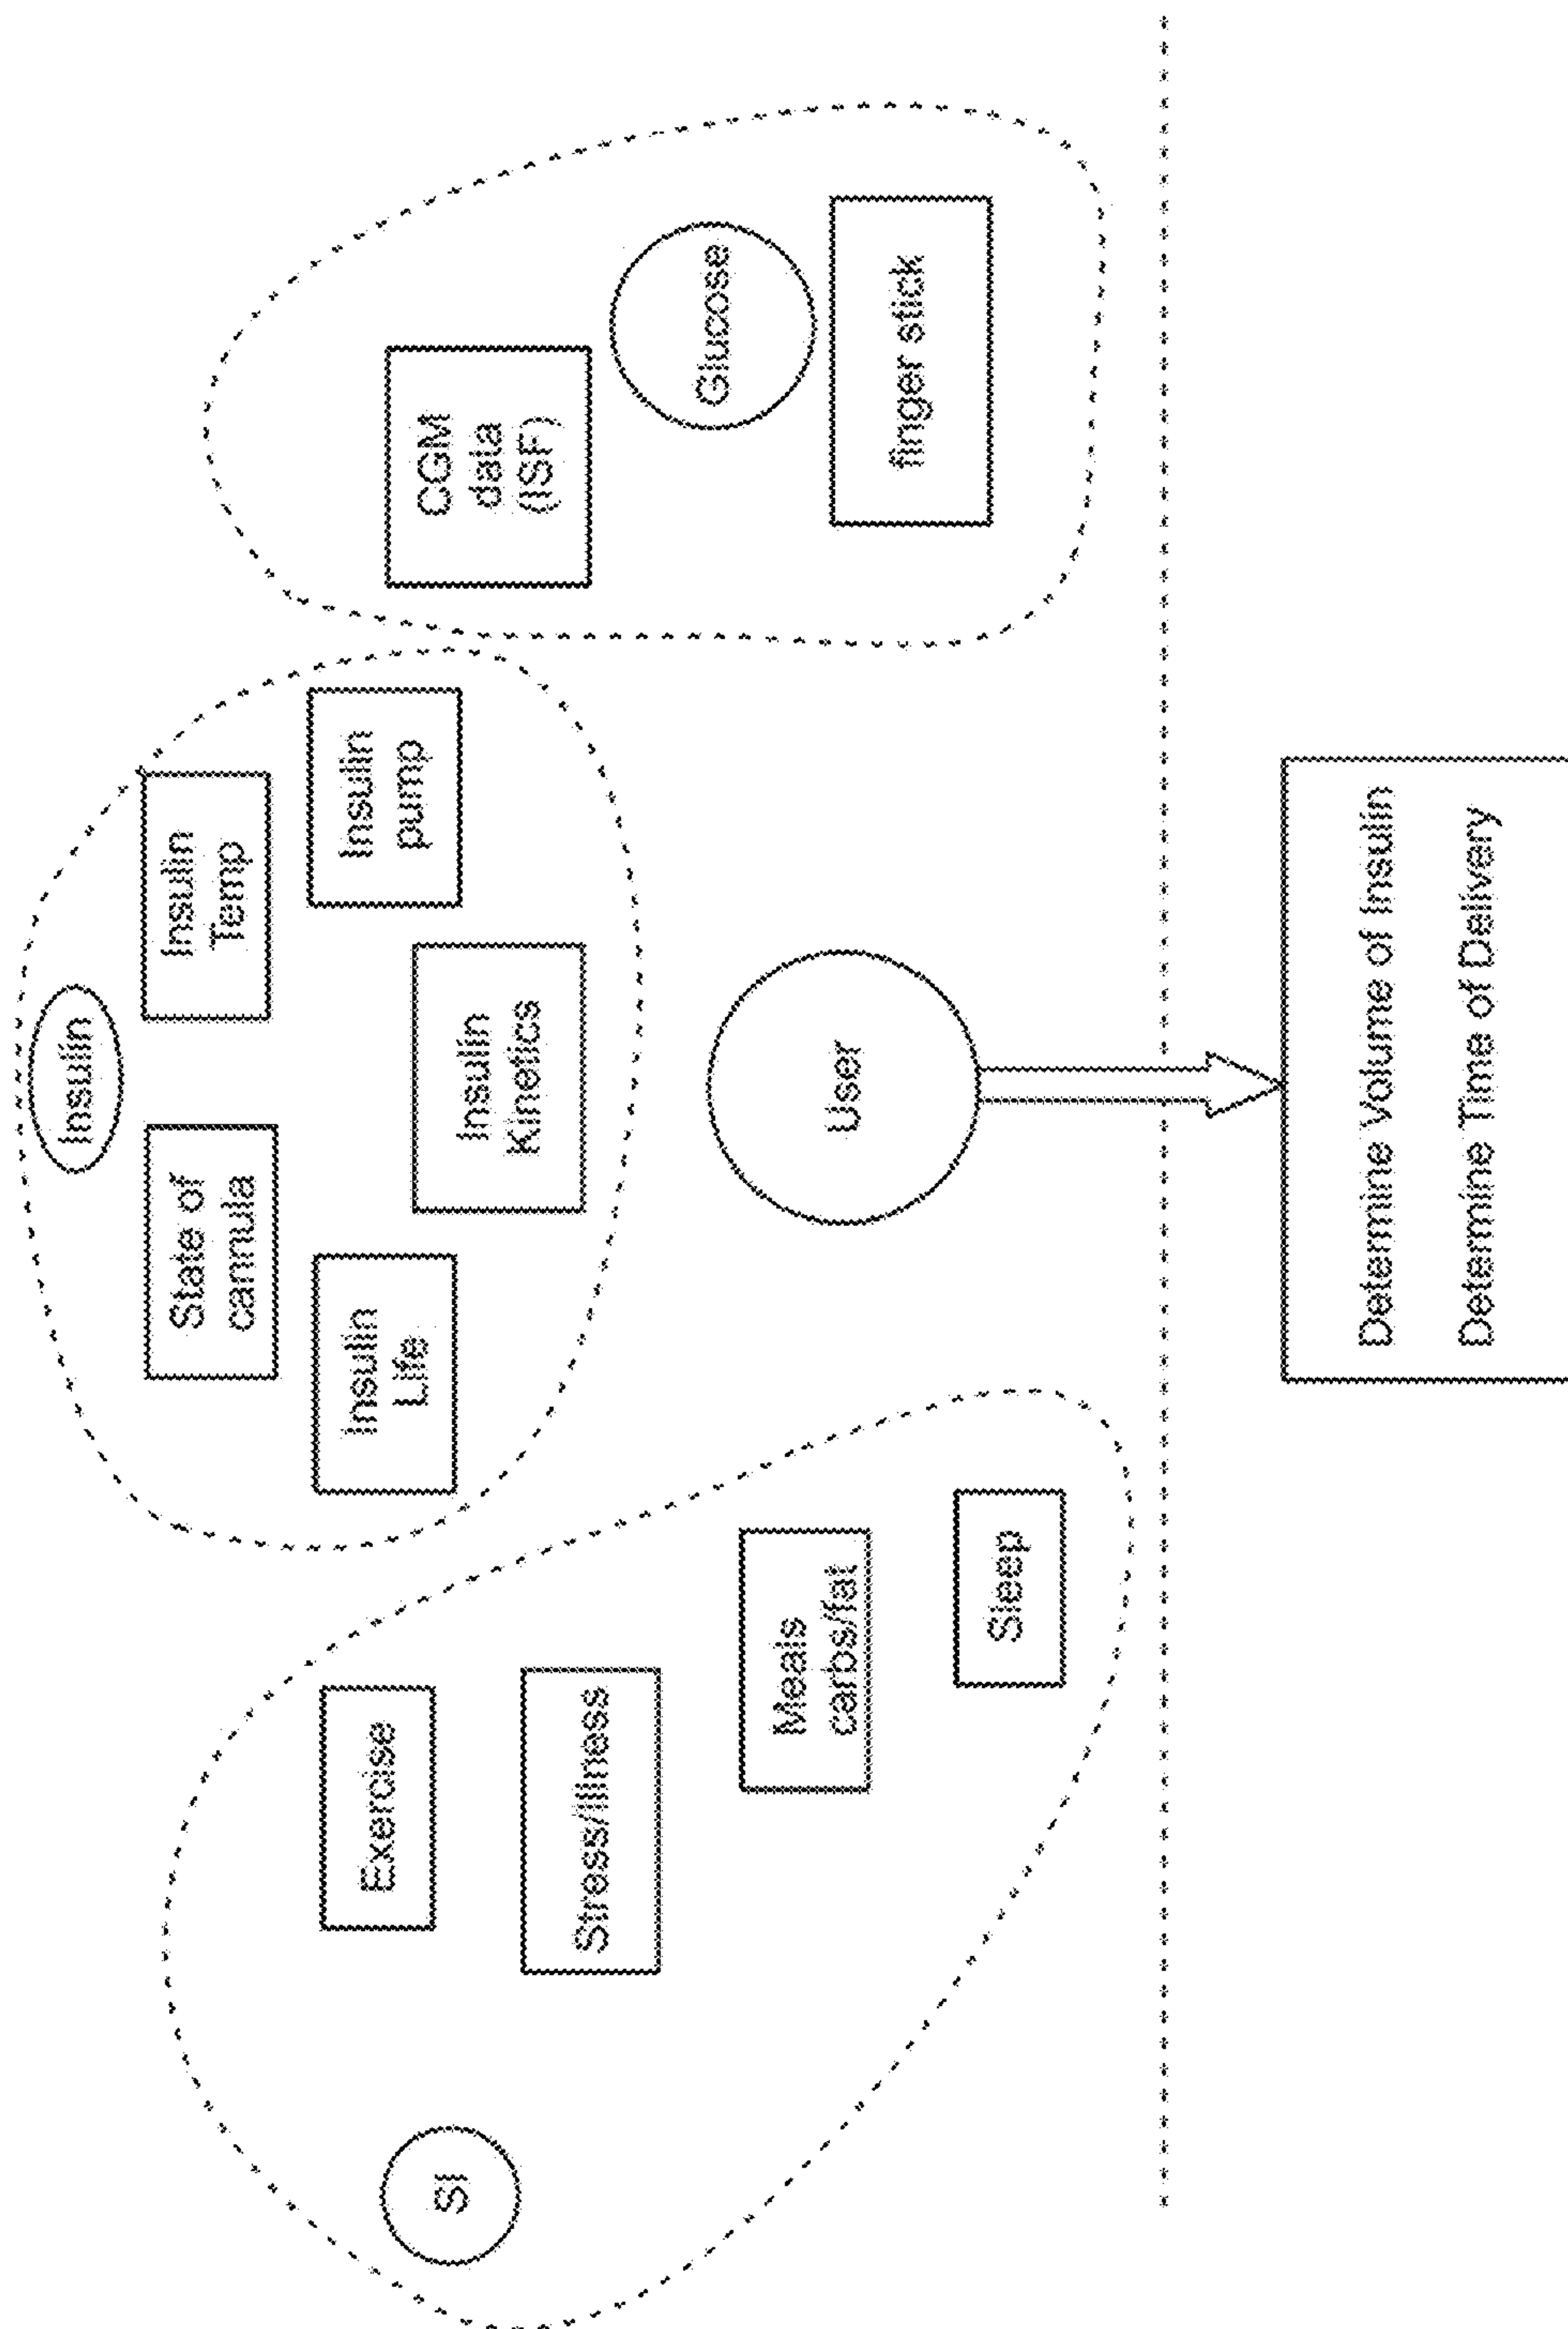 SI
Exercise
Stress/illness
Meals
carbs/fat
Sleep
Insulin
State of
cannula
Insulin
Temp
Insulin
Life
Insulin
pump
Insulin
Kinetics
User
CGM
data
(ISF)
Glucose
finger stick
Determine Volume of Insulin
Determine Time of Delivery